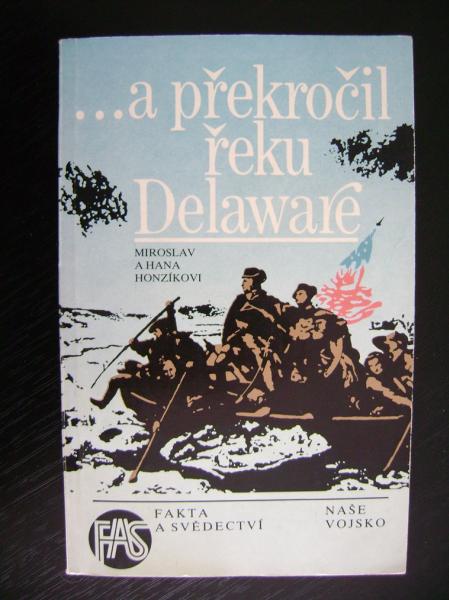 ...a překročil
řeku
Delaware
MIROSLAV
A HANA
HONZÍKOVI
FAKTA
A SVĚDECTVÍ
NAŠE
VOJSKO
FAS